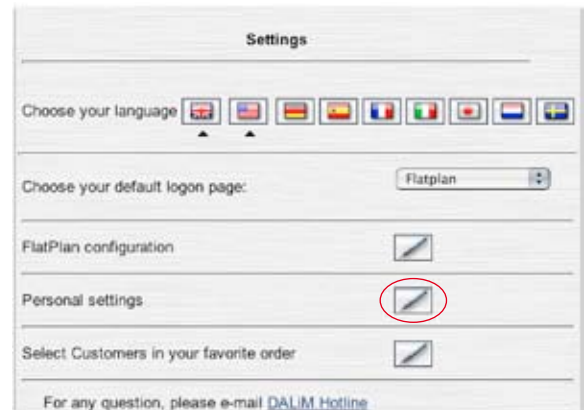 Settings
Choose your language
Choose your default logon page: Flatplan
FlatPlan configuration
Personal settings
Select Customers in your favorite order
For any question, please e-mail DALiM Hotline